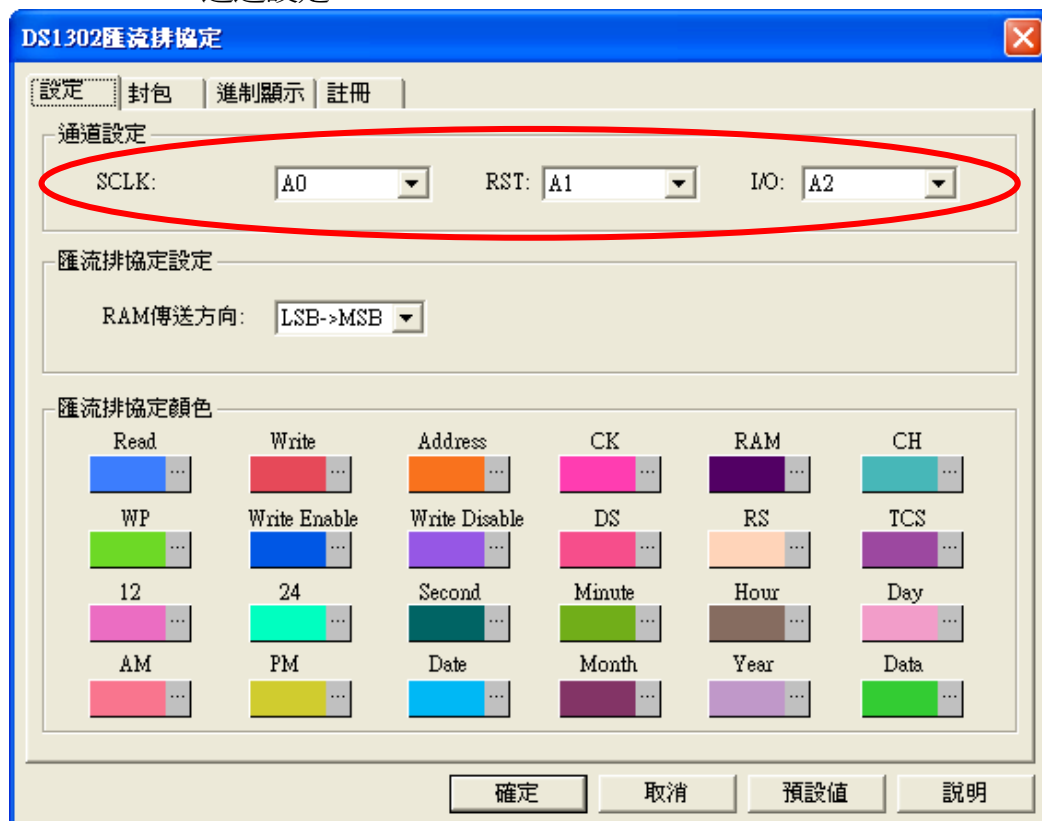 DS1302匯流排協定
設定 封包 進制顯示 註冊
通道設定
SCLK: A0 RST: A1 I/O: A2
匯流排協定設定
RAM傳送方向: LSB->MSB
匯流排協定顏色
Read Write Address CK RAM CH
... ... ... ... ... ...
WP Write Enable Write Disable DS RS TCS
... ... ... ... ... ...
12 24 Second Minute Hour Day
... ... ... ... ... ...
AM PM Date Month Year Data
... ... ... ... ... ...
確定 取消 預設值 說明